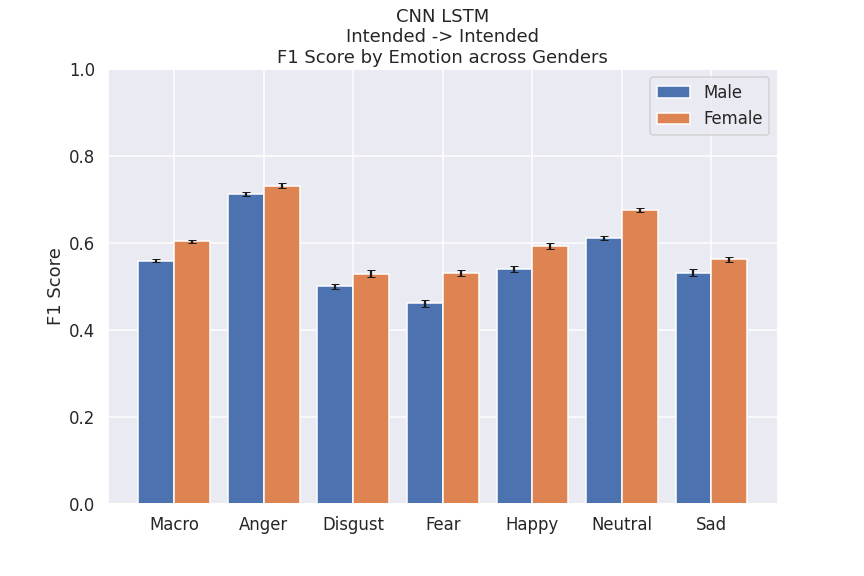 CNN LSTM
Intended -> Intended
F1 Score by Emotion across Genders
1.0
Male
Female
0.8
0.6
F1 Score
0.4
0.2
0.0
Macro Anger Disgust Fear Happy Neutral Sad